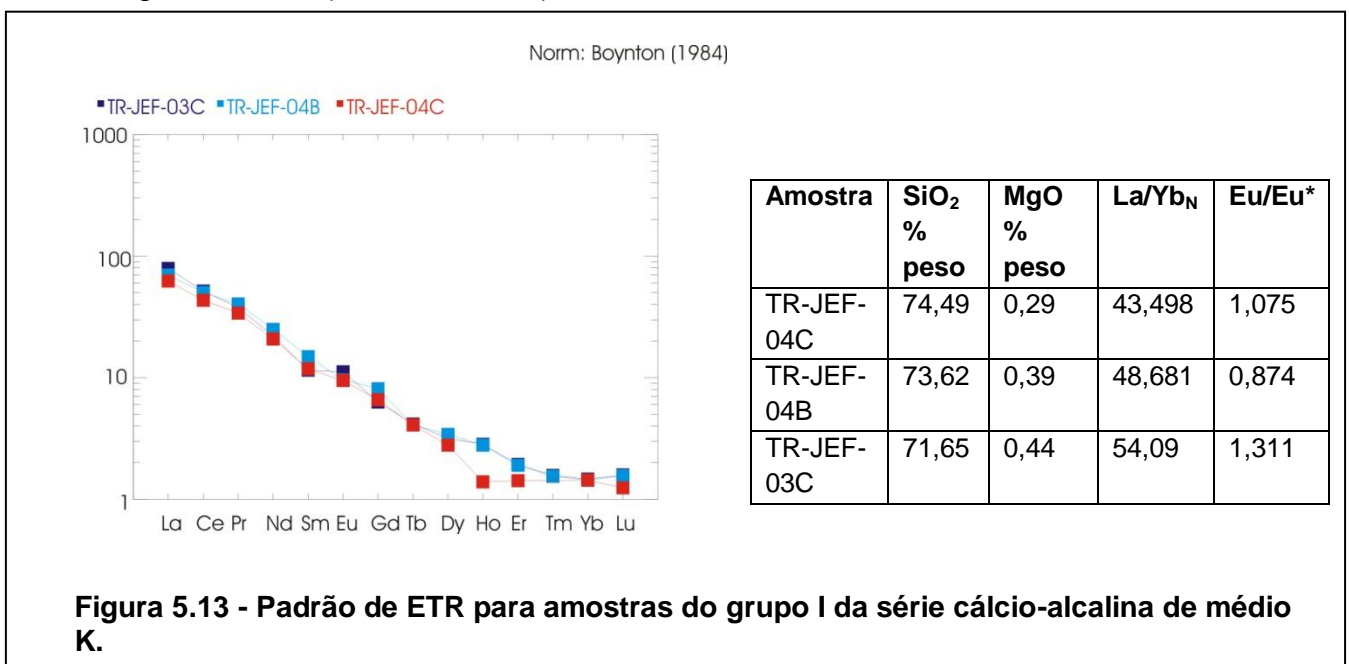 Norm: Boynton (1984)
TR-JEF-03C TR-JEF-04B TR-JEF-04C
1000
100
10
1
La Ce Pr Nd Sm Eu Gd Tb Dy Ho Er Tm Yb Lu
Amostra SiO₂ % peso MgO % peso La/Yb_N Eu/Eu*
TR-JEF-04C 74,49 0,29 43,498 1,075
TR-JEF-04B 73,62 0,39 48,681 0,874
TR-JEF-03C 71,65 0,44 54,09 1,311
Figura 5.13 - Padrão de ETR para amostras do grupo I da série cálcio-alcalina de médio
K.